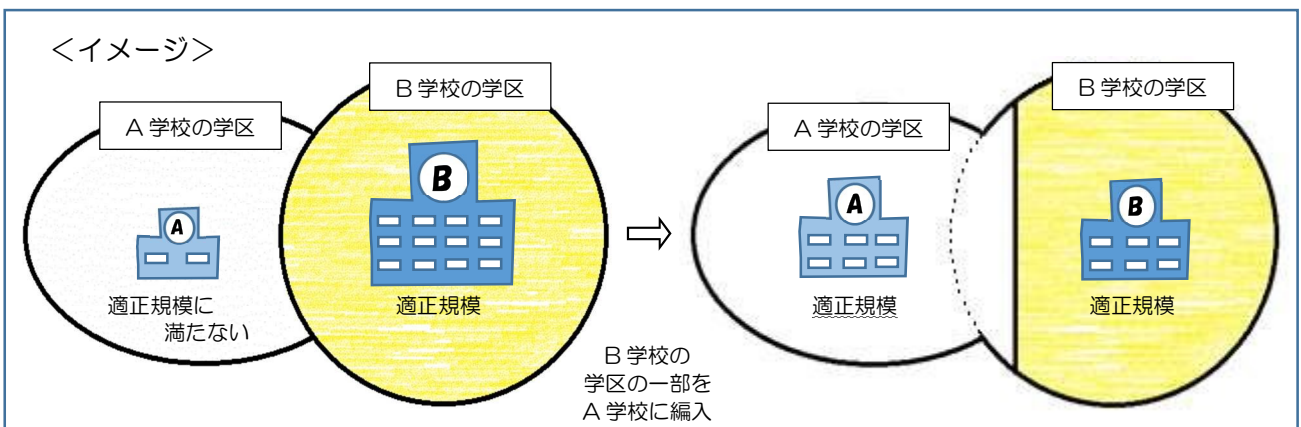 ＜イメージ＞
A 学校の学区
B 学校の学区
A
B
適正規模に
満たない
適正規模
B 学校の
学区の一部を
A 学校に編入
A 学校の学区
B 学校の学区
A
B
適正規模
適正規模